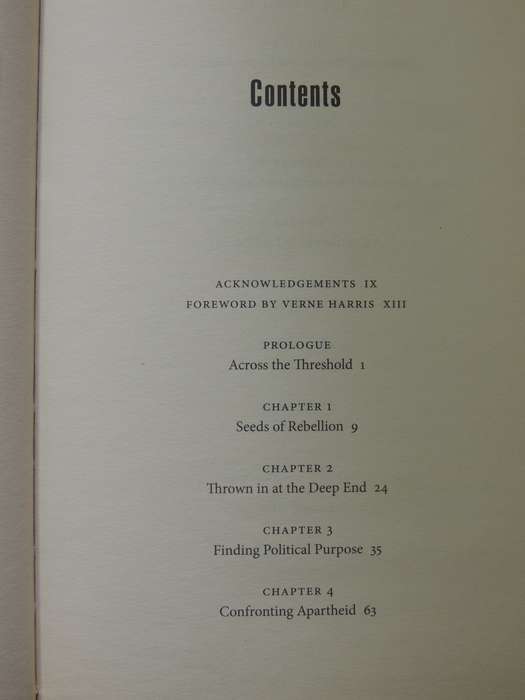 Contents
ACKNOWLEDGEMENTS IX
FOREWORD BY VERNE HARRIS XIII
PROLOGUE
Across the Threshold 1
CHAPTER 1
Seeds of Rebellion 9
CHAPTER 2
Thrown in at the Deep End 24
CHAPTER 3
Finding Political Purpose 35
CHAPTER 4
Confronting Apartheid 63